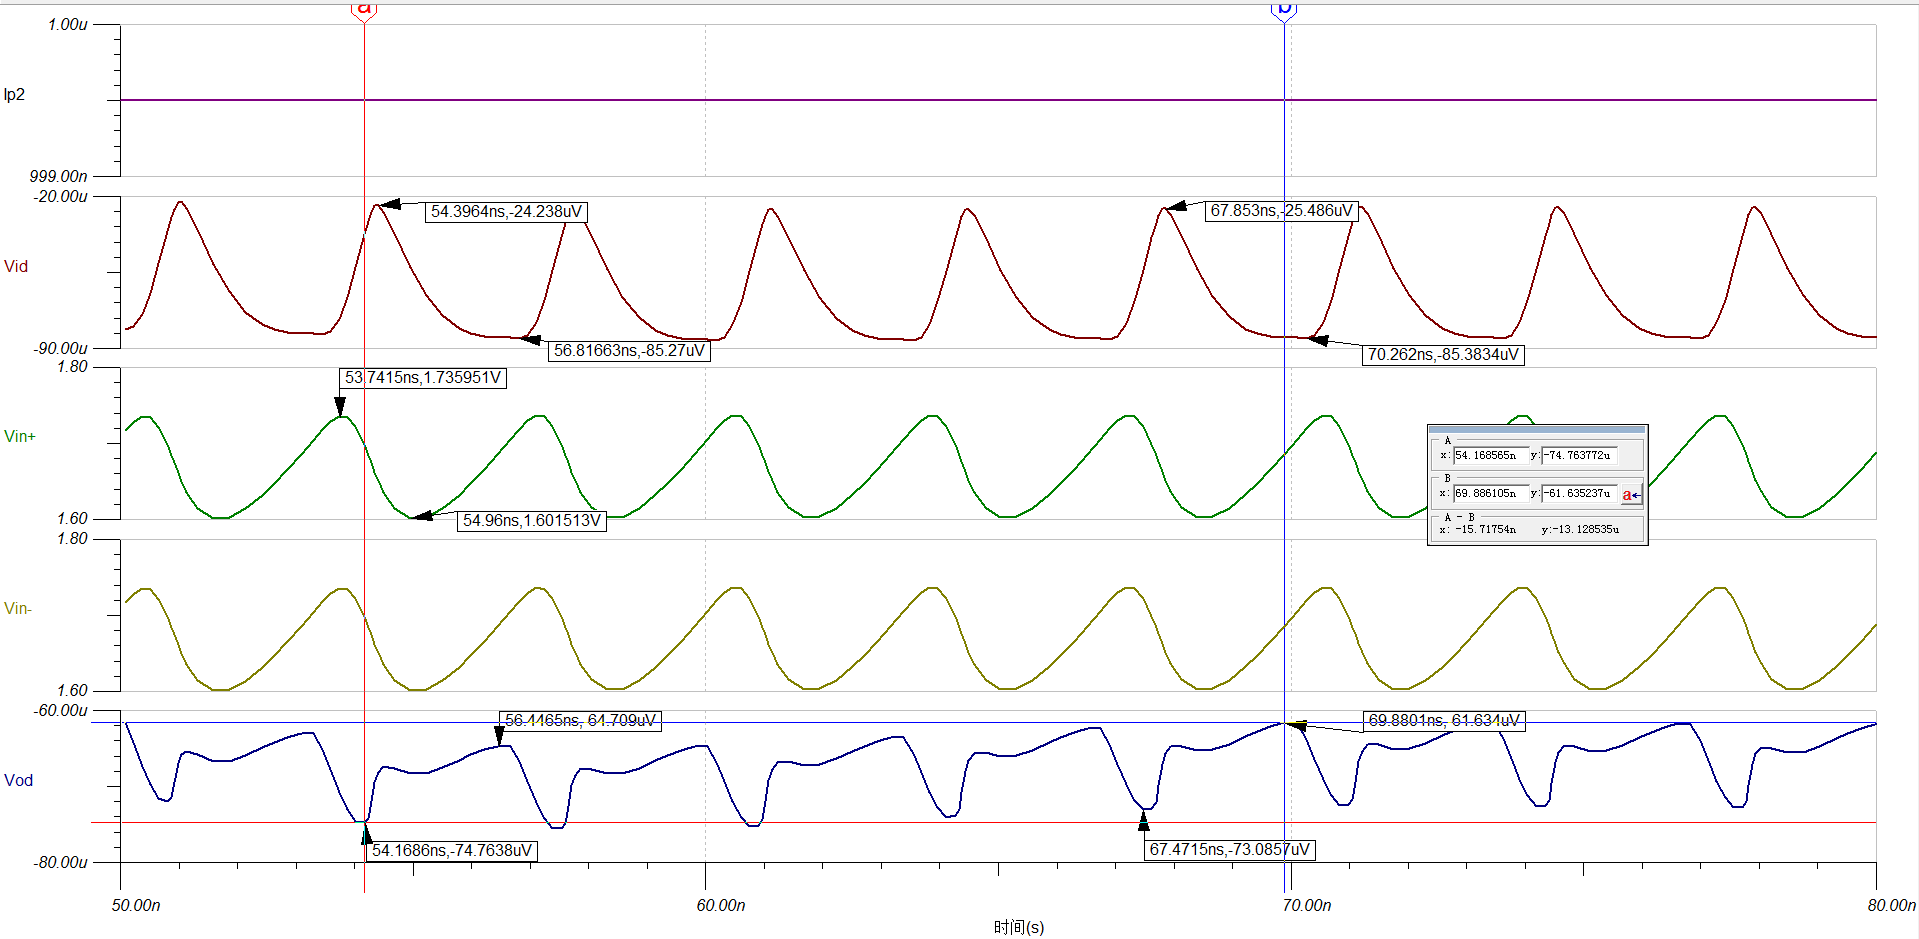 a
b
1.00u
Ip2
999.00n
-20.00u
54.3964ns,-24.238uV
67.853ns,-25.486uV
Vid
56.81663ns,-85.27uV
70.262ns,-85.3834uV
-90.00u
1.80
53.7415ns,1.735951V
Vin+
54.96ns,1.601513V
1.60
A
x: 54.168565n y: -74.763772u
B
x: 69.886105n y: -61.635237u a←
A - B
x: -15.71754n y:-13.128535u
1.80
Vin-
1.60
-60.00u
56.4465ns,-64.709uV
69.8801ns,-61.634uV
Vod
54.1686ns,-74.7638uV
67.4715ns,-73.0857uV
-80.00u
50.00n 60.00n 70.00n 80.00n
时间(s)